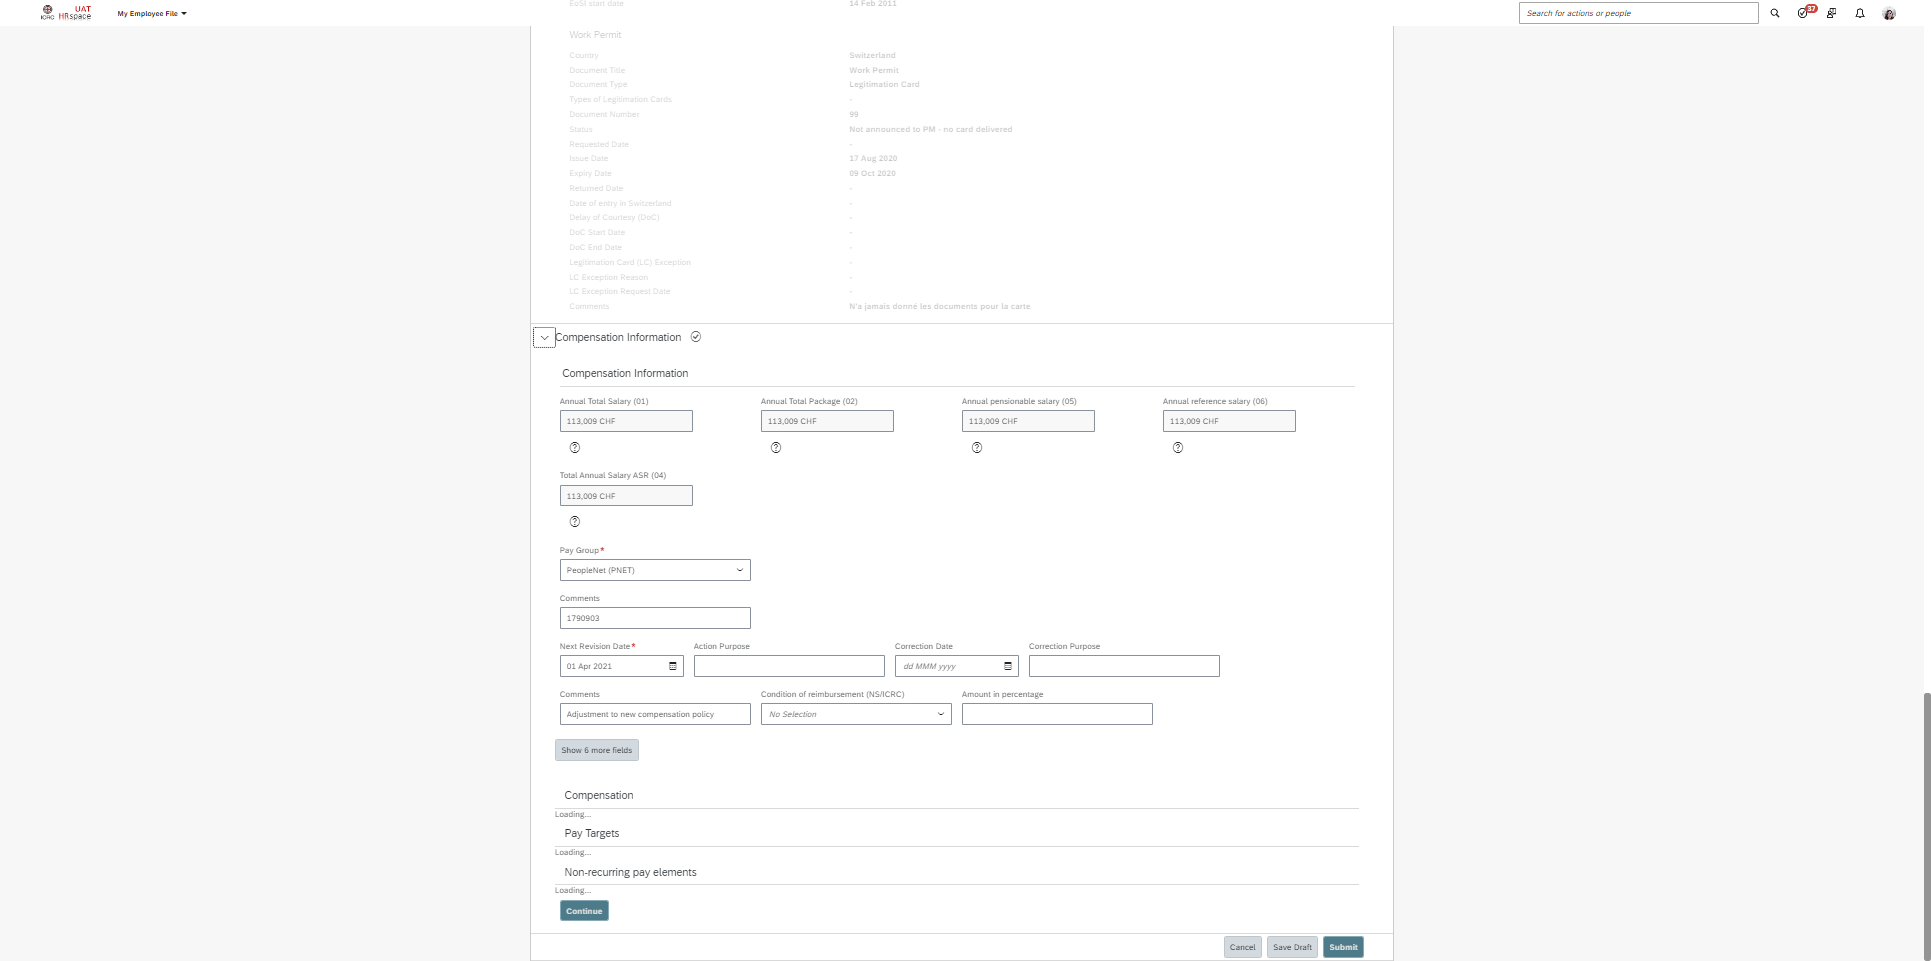 EoSI start date 14 Feb 2011
UAT
ICRC HRspace
My Employee File
Search for actions or people
37
Work Permit
Country Switzerland
Document Title Work Permit
Document Type Legitimation Card
Types of Legitimation Cards -
Document Number 99
Status Not announced to PM - no card delivered
Requested Date -
Issue Date 17 Aug 2020
Expiry Date 09 Oct 2020
Returned Date -
Date of entry in Switzerland -
Delay of Courtesy (DoC) -
DoC Start Date -
DoC End Date -
Legitimation Card (LC) Exception -
LC Exception Reason -
LC Exception Request Date -
Comments N'a jamais donné les documents pour la carte
Compensation Information
Compensation Information
Annual Total Salary (01) Annual Total Package (02) Annual pensionable salary (05) Annual reference salary (06)
113,009 CHF 113,009 CHF 113,009 CHF 113,009 CHF
? ? ? ?
Total Annual Salary ASR (04)
113,009 CHF
?
Pay Group*
PeopleNet (PNET)
Comments
1790903
Next Revision Date* Action Purpose Correction Date Correction Purpose
01 Apr 2021 dd MMM yyyy
Comments Condition of reimbursement (NS/ICRC) Amount in percentage
Adjustment to new compensation policy No Selection
Show 6 more fields
Compensation
Loading...
Pay Targets
Loading...
Non-recurring pay elements
Loading...
Continue
Cancel Save Draft Submit